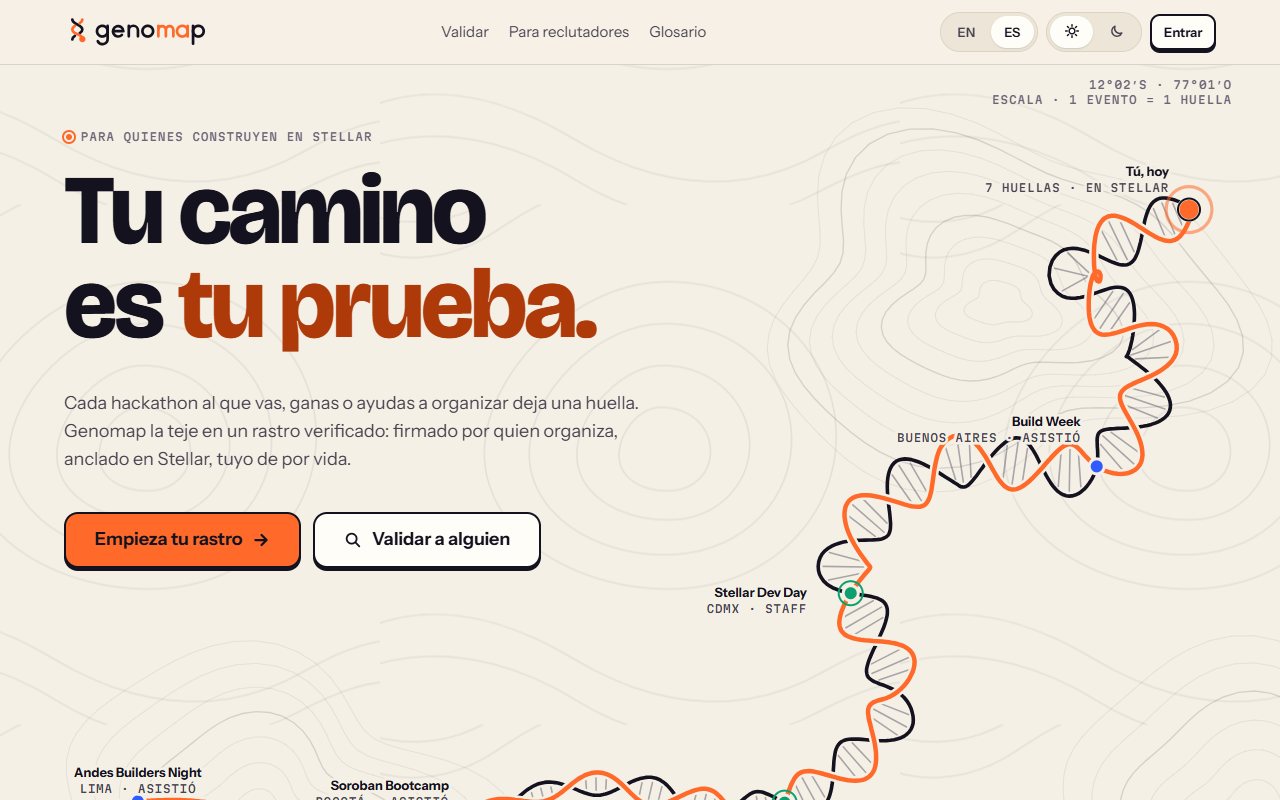 genomap
Validar
Para reclutadores
Glosario
EN
ES
Entrar
12°02′S · 77°01′O
ESCALA · 1 EVENTO = 1 HUELLA
PARA QUIENES CONSTRUYEN EN STELLAR
Tu camino
es tu prueba.
Cada hackathon al que vas, ganas o ayudas a organizar deja una huella.
Genomap la teje en un rastro verificado: firmado por quien organiza,
anclado en Stellar, tuyo de por vida.
Empieza tu rastro
Validar a alguien
Tú, hoy
7 HUELLAS · EN STELLAR
Build Week
BUENOS AIRES · ASISTIÓ
Stellar Dev Day
CDMX · STAFF
Andes Builders Night
LIMA · ASISTIÓ
Soroban Bootcamp
BOGOTÁ · ASISTIÓ